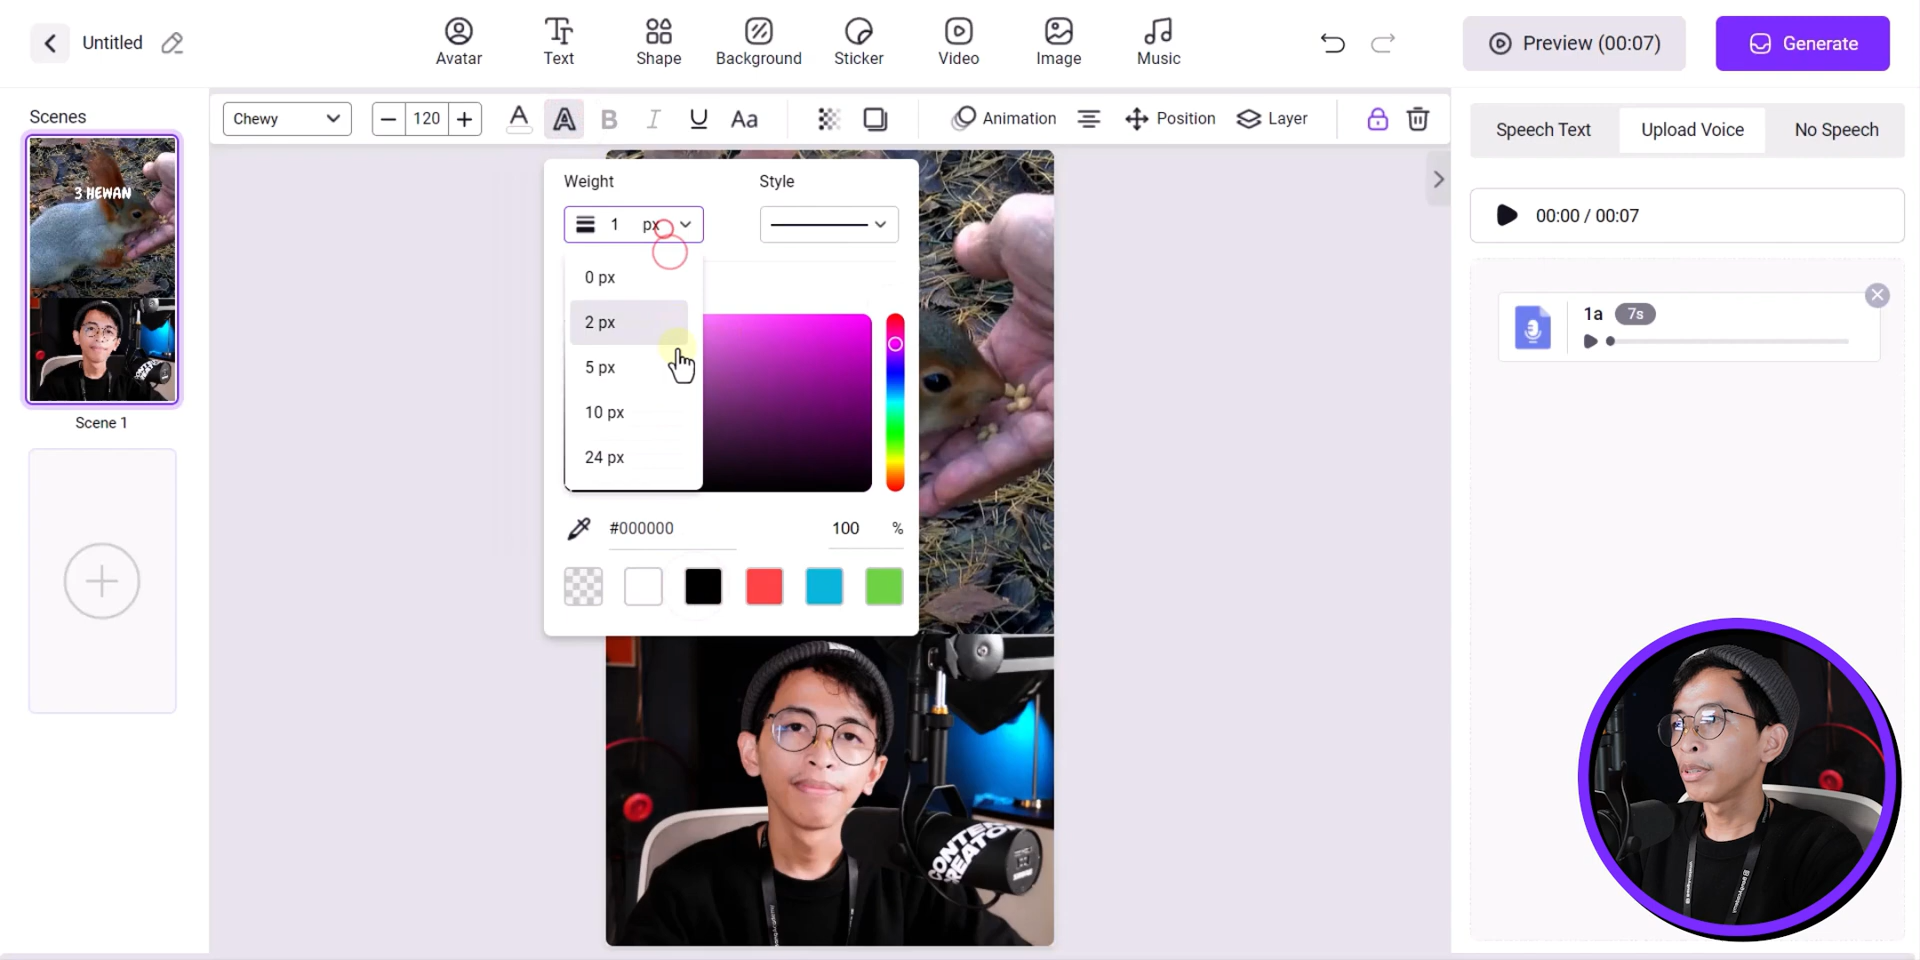 Untitled
Avatar
Text
Shape
Background
Sticker
Video
Image
Music
Preview (00:07)
Generate
Scenes
3 HEWAN
Scene 1
Chewy
120
B
I
U
Aa
Animation
Position
Layer
Weight
Style
1 px
0 px
2 px
5 px
10 px
24 px
#000000
100 %
CONTENT CREATOR
Speech Text
Upload Voice
No Speech
00:00 / 00:07
1a
7s